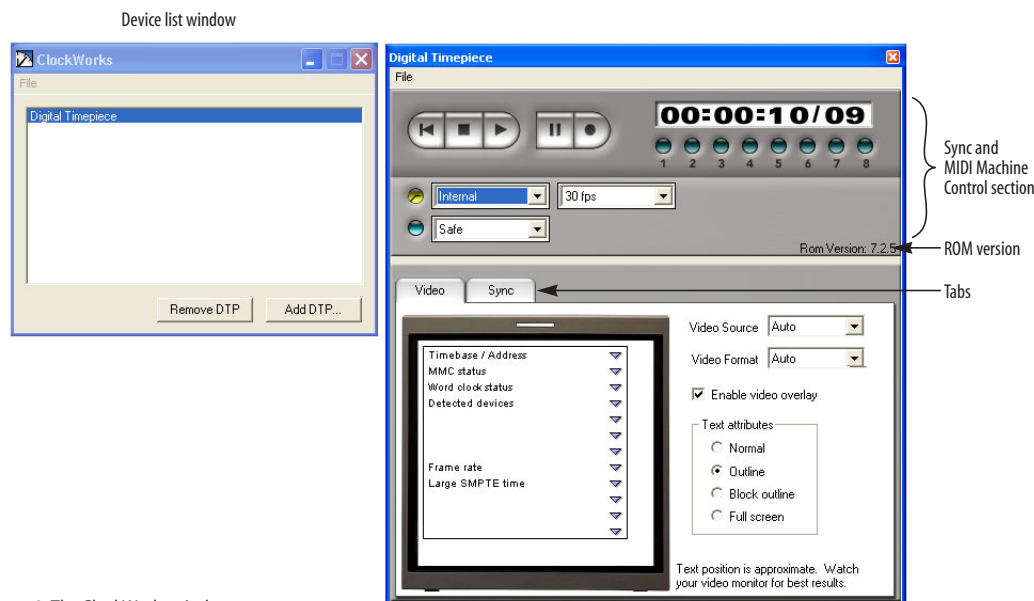 Device list window
ClockWorks
File
Digital Timepiece
Remove DTP
Add DTP...
Digital Timepiece
File
00:00:10/09
1 2 3 4 5 6 7 8
Internal
30 fps
Safe
Rom Version: 7.2.5
Sync and
MIDI Machine
Control section
ROM version
Tabs
Video
Sync
Timebase / Address
MMC status
Word clock status
Detected devices
Frame rate
Large SMPTE time
Video Source Auto
Video Format Auto
Enable video overlay
Text attributes
Normal
Outline
Block outline
Full screen
Text position is approximate. Watch
your video monitor for best results.